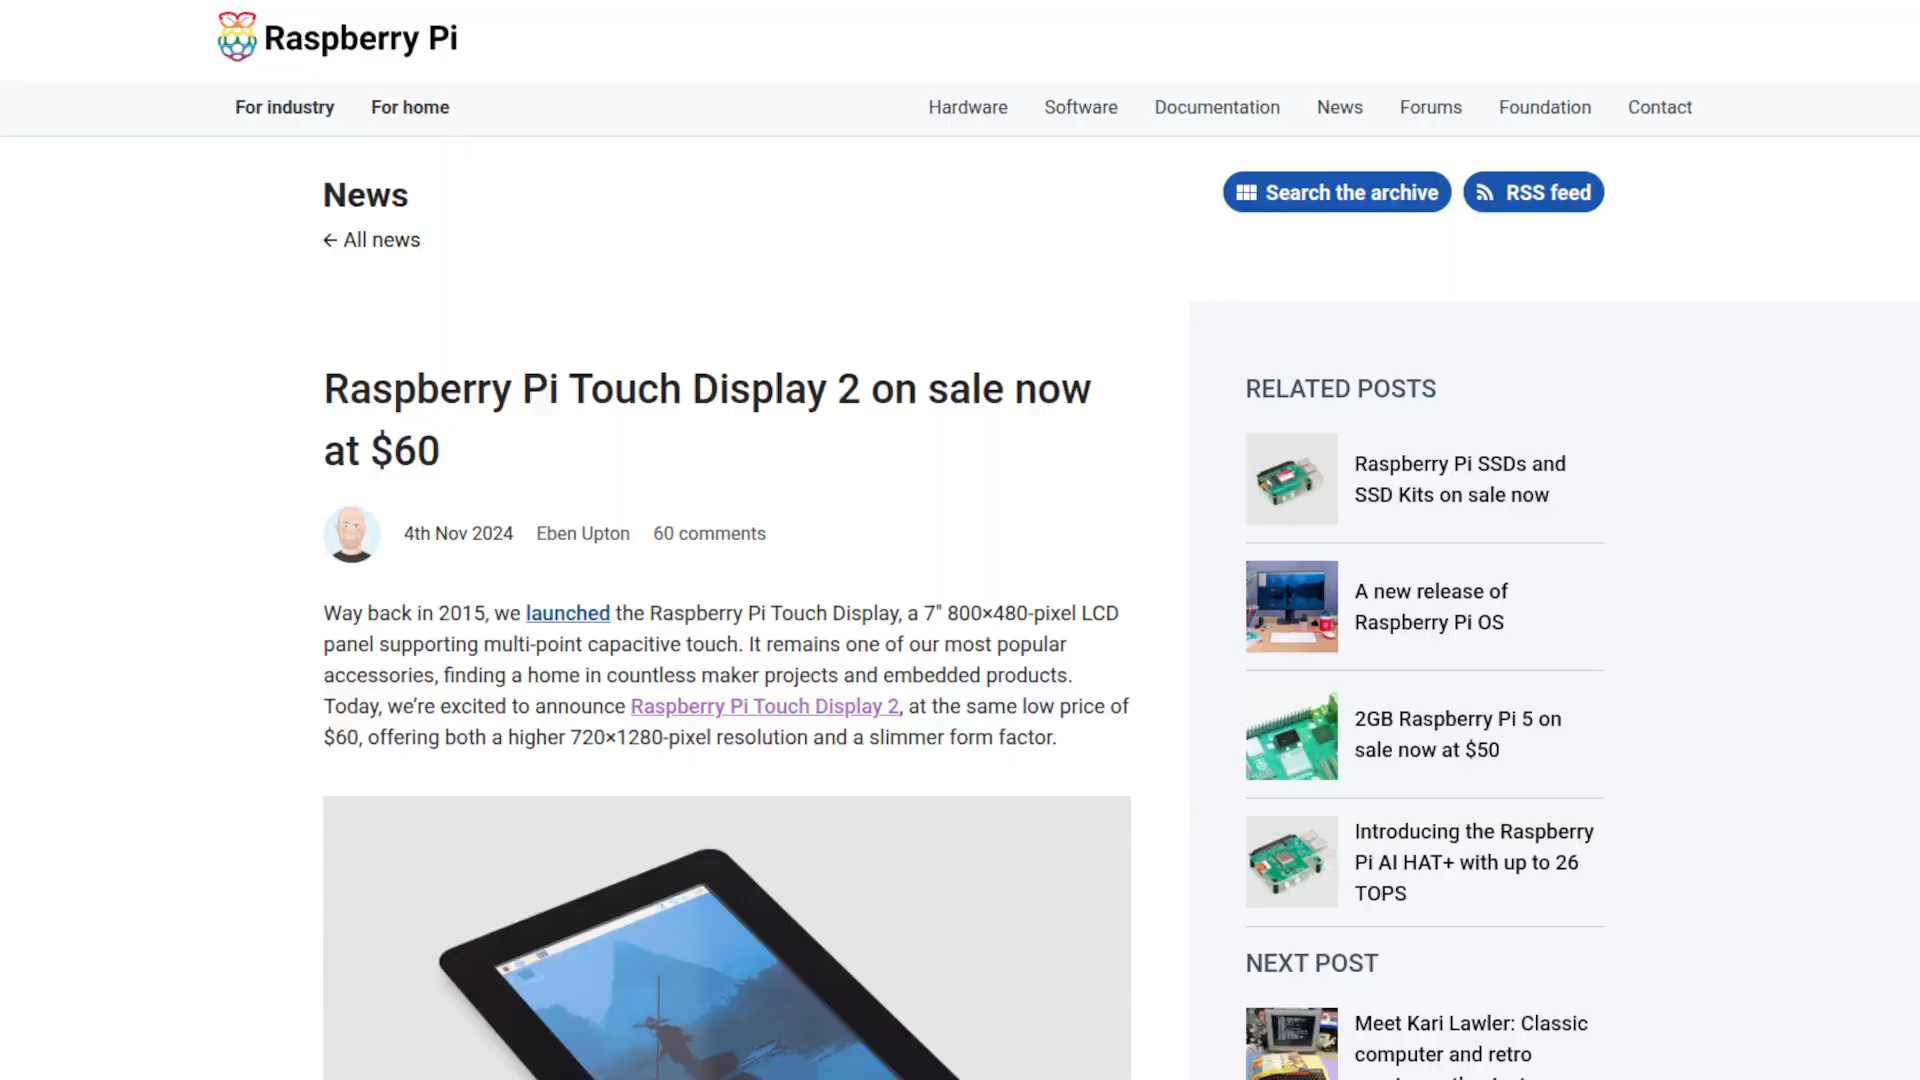 Raspberry Pi
For industry
For home
Hardware
Software
Documentation
News
Forums
Foundation
Contact
News
← All news
Search the archive
RSS feed
Raspberry Pi Touch Display 2 on sale now
at $60
4th Nov 2024
Eben Upton
60 comments
Way back in 2015, we launched the Raspberry Pi Touch Display, a 7" 800×480-pixel LCD
panel supporting multi-point capacitive touch. It remains one of our most popular
accessories, finding a home in countless maker projects and embedded products.
Today, we’re excited to announce Raspberry Pi Touch Display 2, at the same low price of
$60, offering both a higher 720×1280-pixel resolution and a slimmer form factor.
RELATED POSTS
Raspberry Pi SSDs and
SSD Kits on sale now
A new release of
Raspberry Pi OS
2GB Raspberry Pi 5 on
sale now at $50
Introducing the Raspberry
Pi AI HAT+ with up to 26
TOPS
NEXT POST
Meet Kari Lawler: Classic
computer and retro